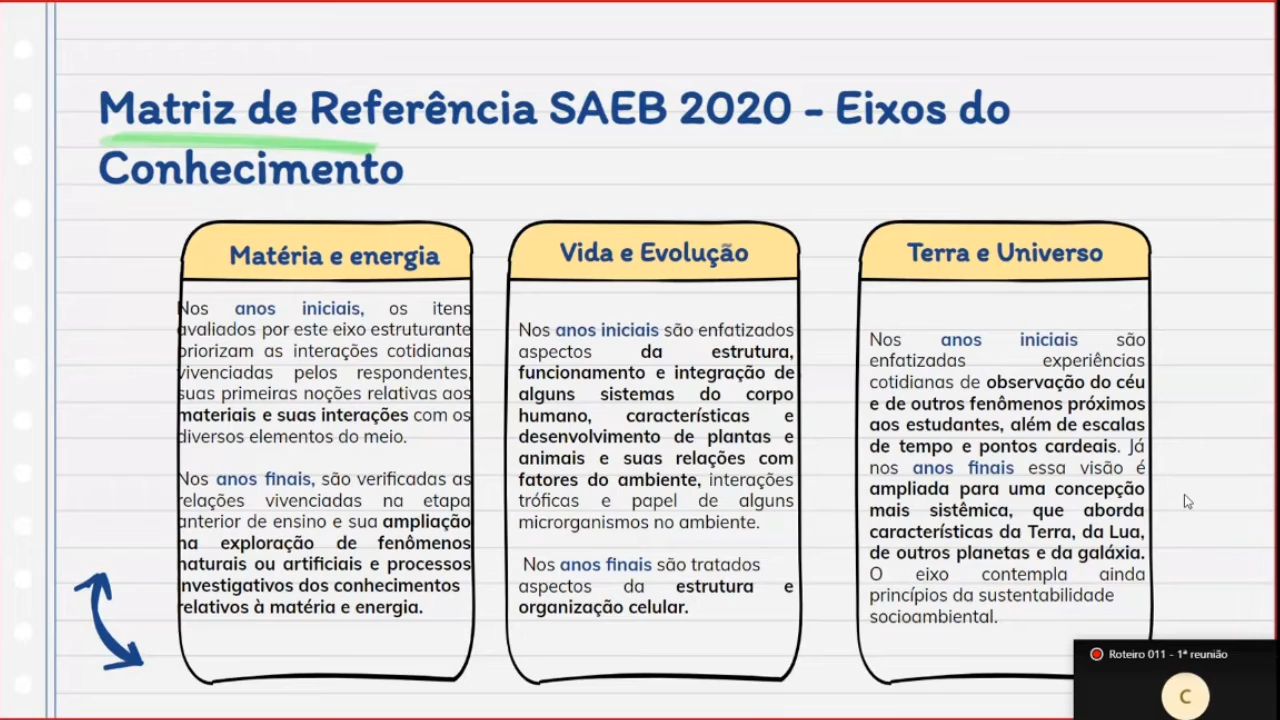 Matriz de Referência SAEB 2020 - Eixos do
Conhecimento
Matéria e energia
Nos anos iniciais, os itens
avaliados por este eixo estruturante
priorizam as interações cotidianas
vivenciadas pelos respondentes,
suas primeiras noções relativas aos
materiais e suas interações com os
diversos elementos do meio.
Nos anos finais, são verificadas as
relações vivenciadas na etapa
anterior de ensino e sua ampliação
na exploração de fenômenos
naturais ou artificiais e processos
investigativos dos conhecimentos
relativos à matéria e energia.
Vida e Evolução
Nos anos iniciais são enfatizados
aspectos da estrutura,
funcionamento e integração de
alguns sistemas do corpo
humano, características e
desenvolvimento de plantas e
animais e suas relações com
fatores do ambiente, interações
tróficas e papel de alguns
microrganismos no ambiente.
Nos anos finais são tratados
aspectos da estrutura e
organização celular.
Terra e Universo
Nos anos iniciais são
enfatizadas experiências
cotidianas de observação do céu
e de outros fenômenos próximos
aos estudantes, além de escalas
de tempo e pontos cardeais. Já
nos anos finais essa visão é
ampliada para uma concepção
mais sistêmica, que aborda
características da Terra, da Lua,
de outros planetas e da galáxia.
O eixo contempla ainda
princípios da sustentabilidade
socioambiental.
Roteiro 011 - 1ª reunião
C